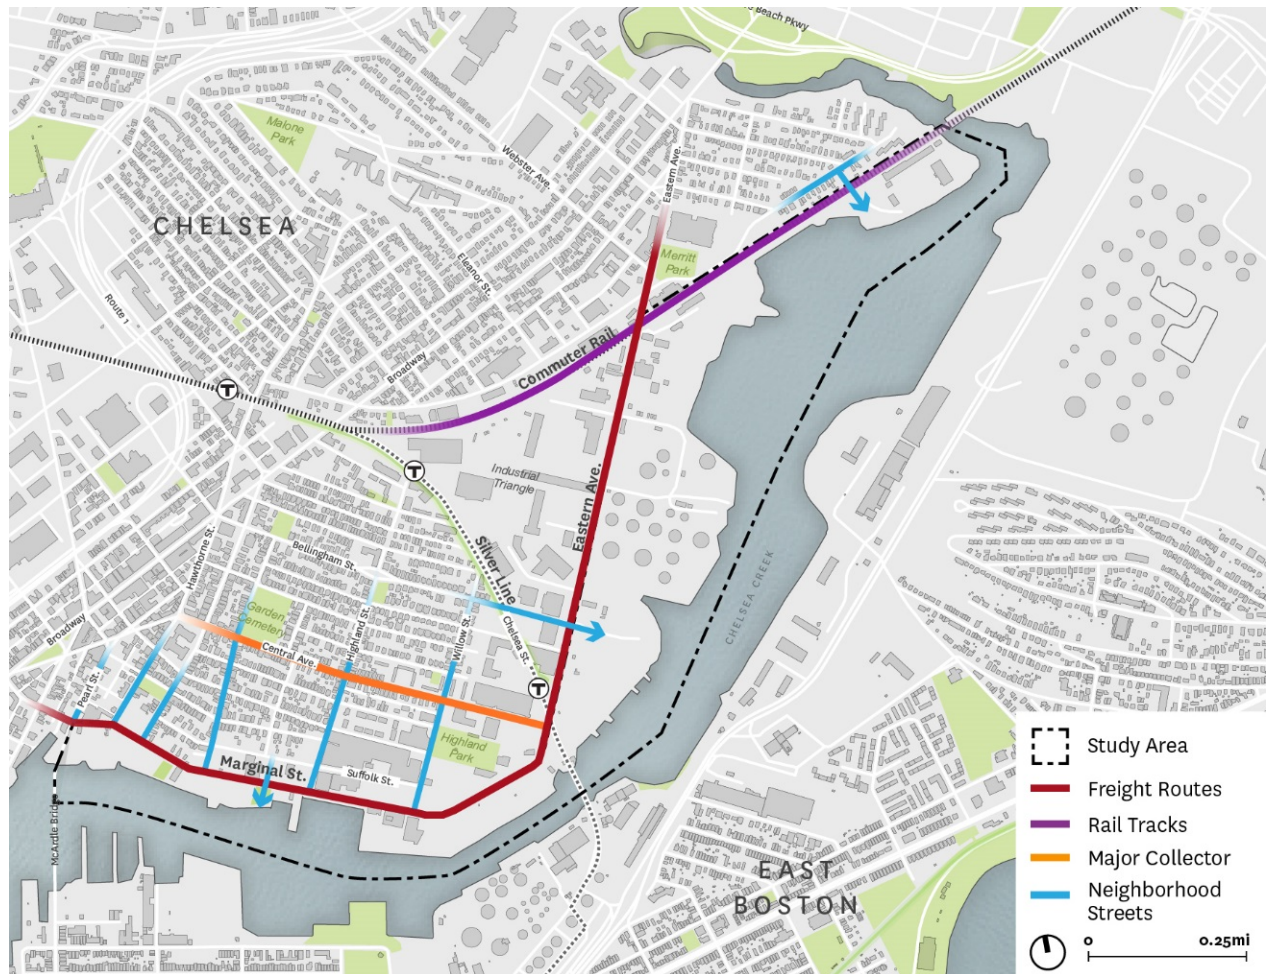 Beach Pkwy
Malone
Park
Webster Ave.
Eastern Ave.
CHELSEA
Merritt
Park
Eleanor St.
Route 1
Commuter Rail
Broadway
T
T
Industrial
Triangle
Eastern Ave.
Hawthorne St.
Silver Line
Bellingham St.
CHELSEA CREEK
Garden
Cemetery
Highland St.
Willow St.
Chelsea St.
Broadway
Central Ave.
Pearl St.
T
Highland
Park
Marginal St.
Suffolk St.
McArdle Bridge
EAST
BOSTON
Study Area
Freight Routes
Rail Tracks
Major Collector
Neighborhood
Streets
0 0.25mi